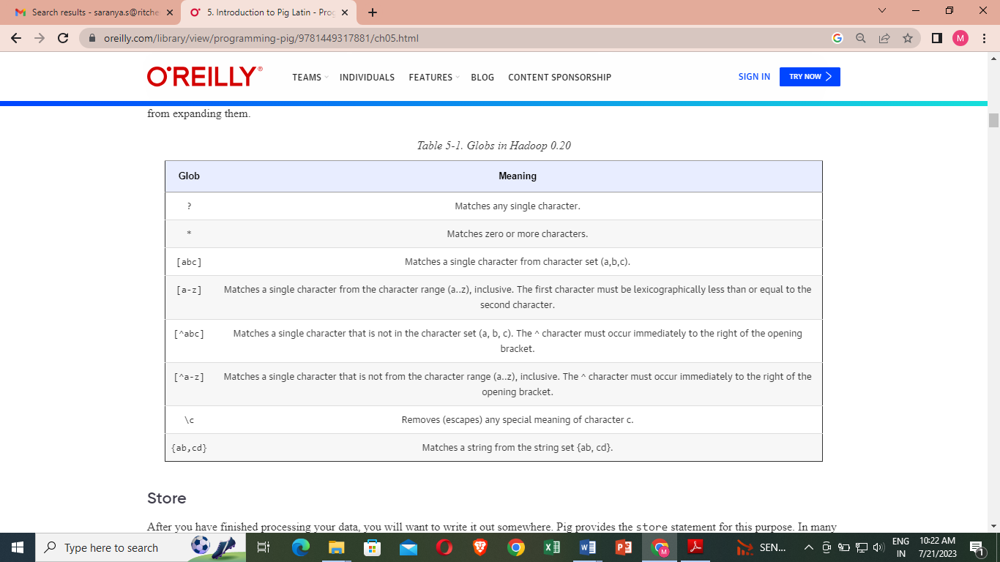 Search results - saranya.s@ritche
5. Introduction to Pig Latin - Prog
oreilly.com/library/view/programming-pig/9781449317881/ch05.html
M
O'REILLY®
TEAMS
INDIVIDUALS
FEATURES
BLOG
CONTENT SPONSORSHIP
SIGN IN
TRY NOW
from expanding them.
Table 5-1. Globs in Hadoop 0.20
Glob Meaning
? Matches any single character.
* Matches zero or more characters.
[abc] Matches a single character from character set (a,b,c).
[a-z] Matches a single character from the character range (a..z), inclusive. The first character must be lexicographically less than or equal to the
second character.
[^abc] Matches a single character that is not in the character set (a, b, c). The ^ character must occur immediately to the right of the opening
bracket.
[^a-z] Matches a single character that is not from the character range (a..z), inclusive. The ^ character must occur immediately to the right of the
opening bracket.
\c Removes (escapes) any special meaning of character c.
{ab,cd} Matches a string from the string set {ab, cd}.
Store
After you have finished processing your data, you will want to write it out somewhere. Pig provides the store statement for this purpose. In many
Type here to search
SEN...
ENG
IN
10:22 AM
7/21/2023
1